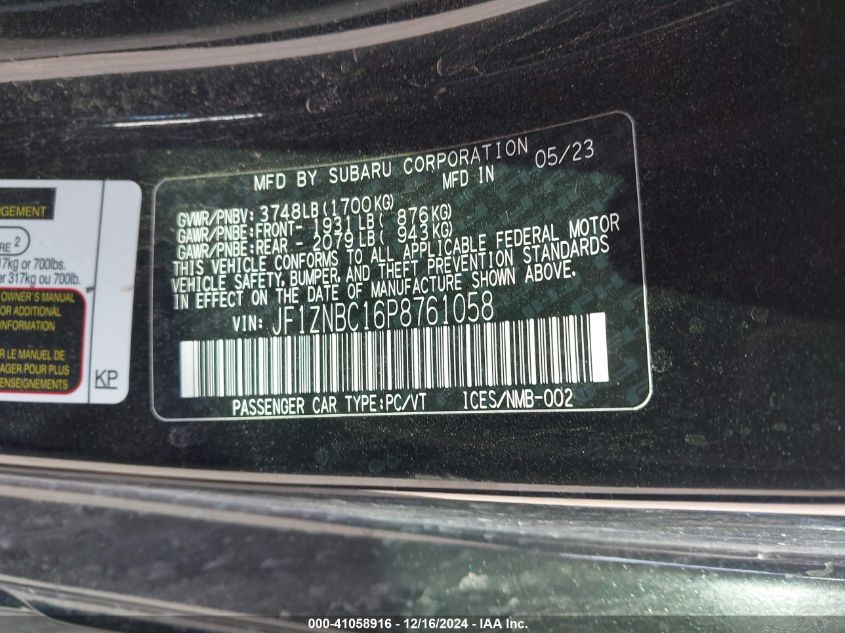 MFD BY SUBARU CORPORATION 05/23
MFD IN
GVWR/PNBV: 3748LB(1700KG)
GAWR/PNBE:FRONT- 1931LB( 876KG)
GAWR/PNBE:REAR - 2079LB( 943KG)
THIS VEHICLE CONFORMS TO ALL APPLICABLE FEDERAL MOTOR
VEHICLE SAFETY, BUMPER, AND THEFT PREVENTION STANDARDS
IN EFFECT ON THE DATE OF MANUFACTURE SHOWN ABOVE.
VIN: JF1ZNBC16P8761058
PASSENGER CAR TYPE:PC/VT ICES/NMB-002
RE 2
7kg or 700lbs.
er 317kg ou 700lb.
OWNER'S MANUAL
OR ADDITIONAL
INFORMATION
R LE MANUEL DE
AGER POUR PLUS
ENSEIGNEMENTS
KP
000-41058916 - 12/16/2024 - IAA, Inc.